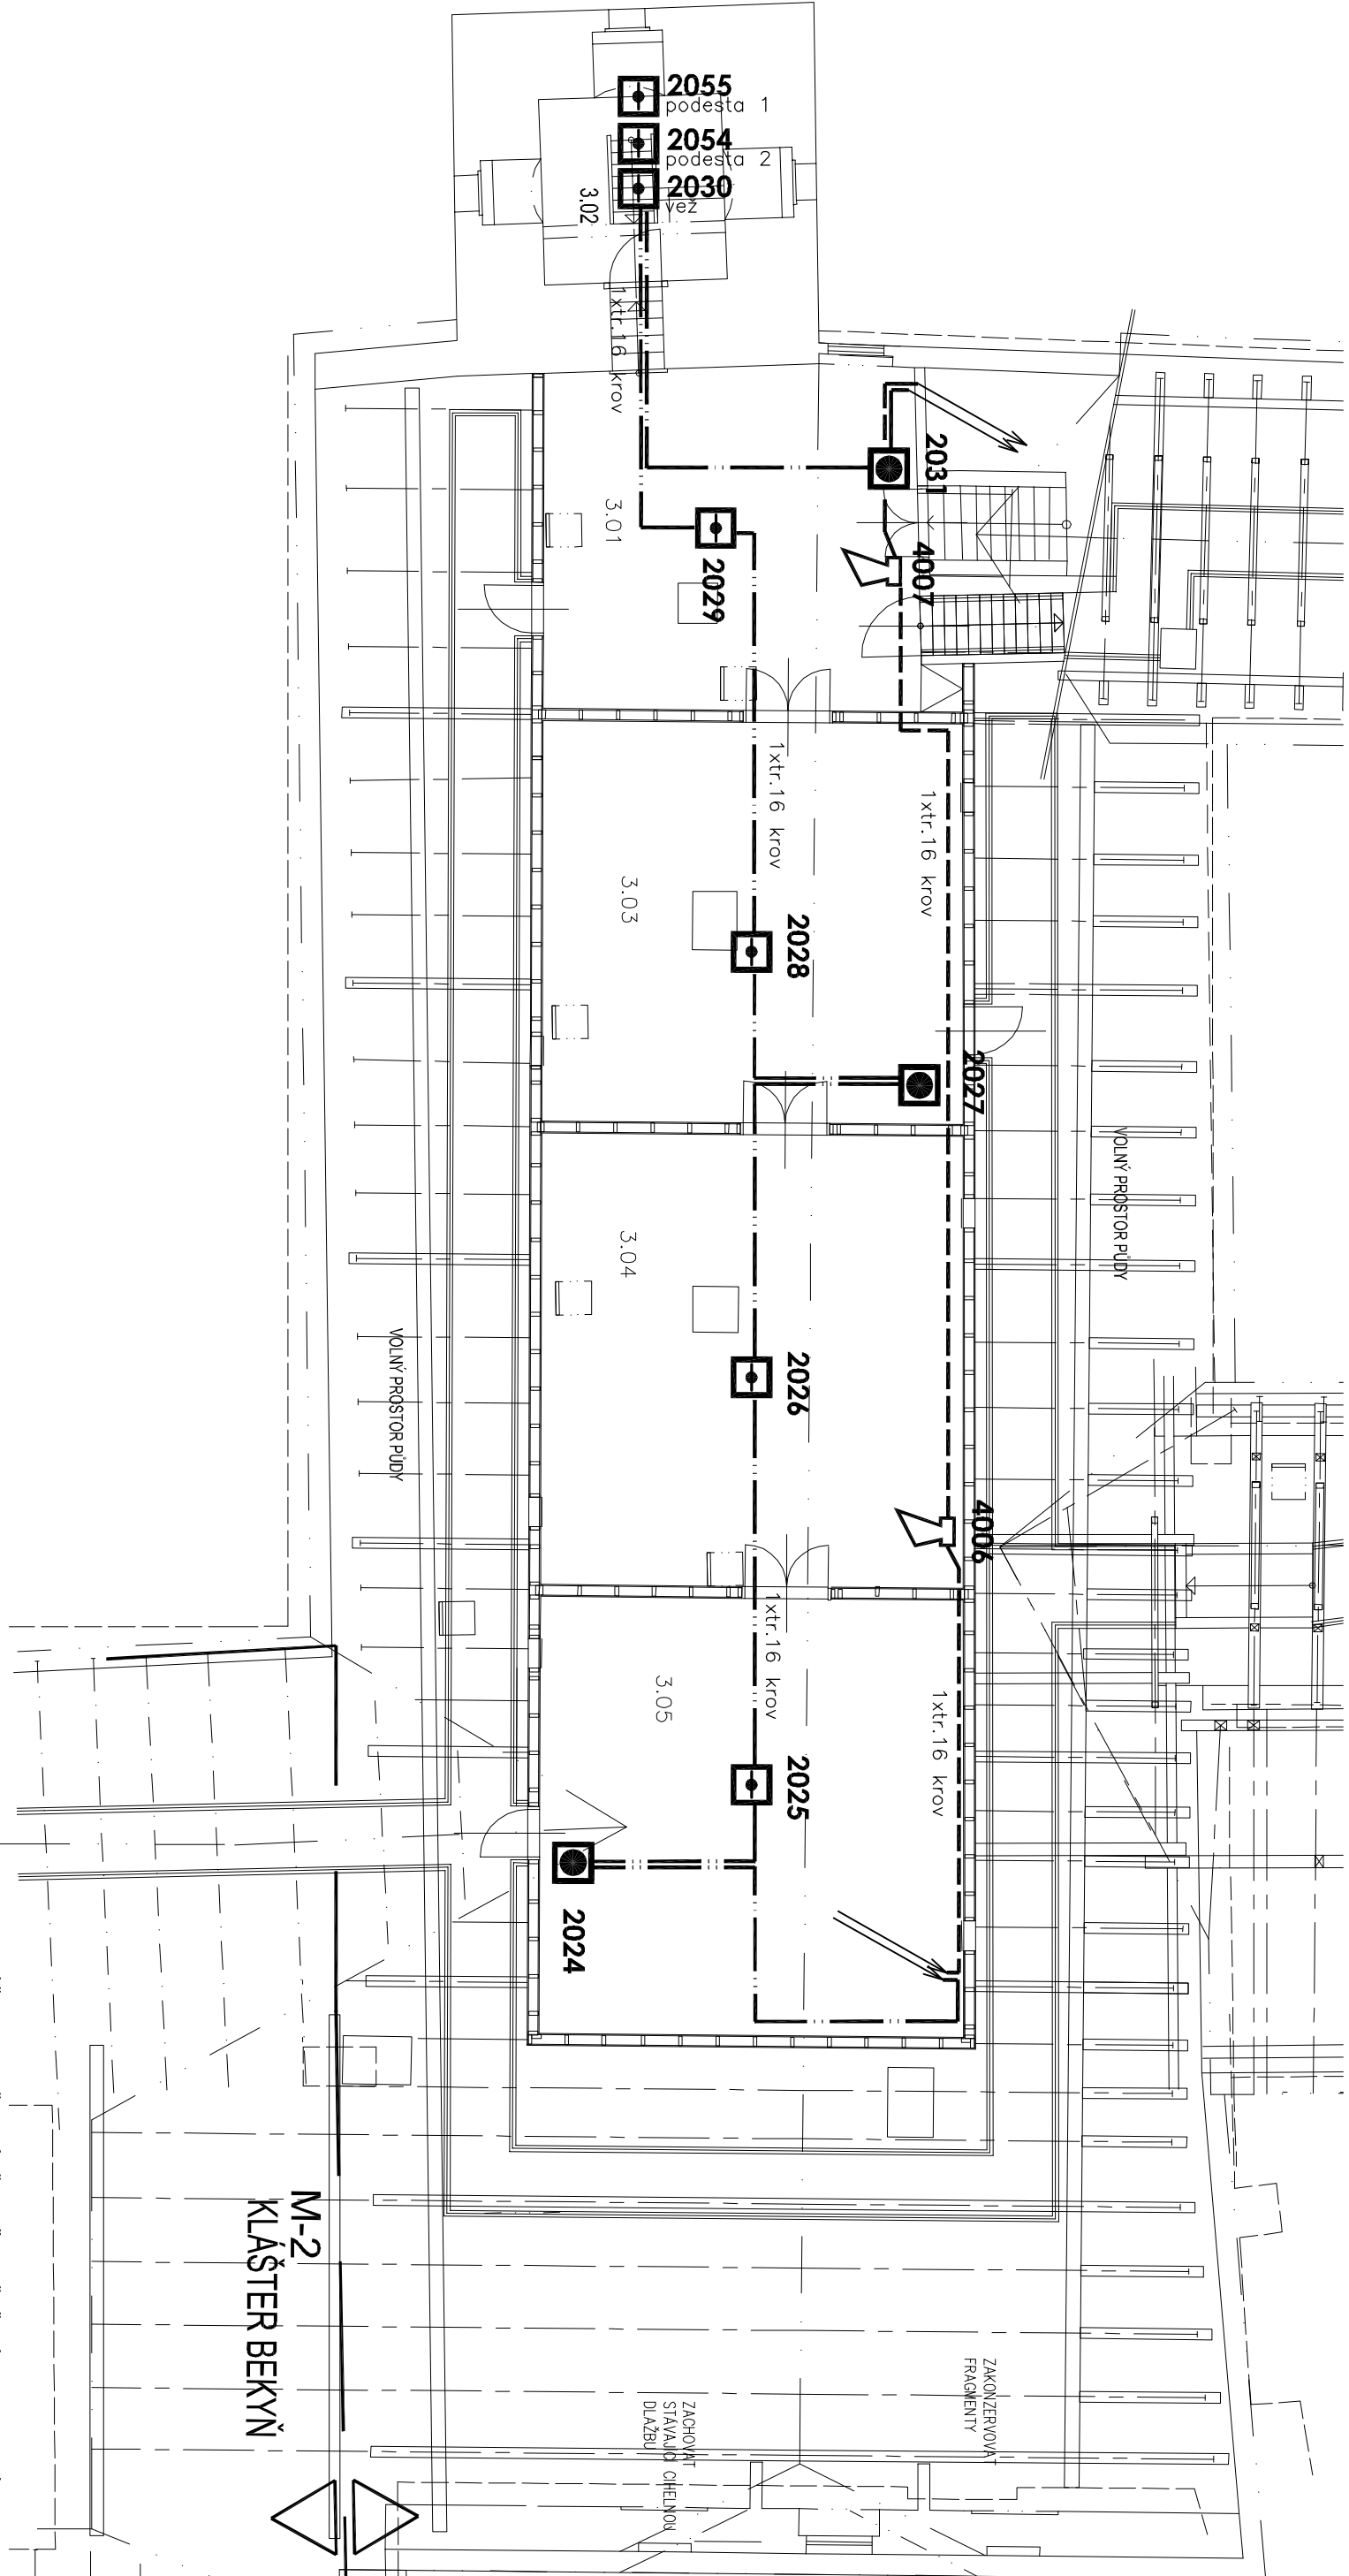 2055
podesta 1
2054
podesta 2
2030
vež
3.02
1xtr.16 krov
2031
3.01
4007
2029
1xtr.16 krov
1xtr.16 krov
3.03
2028
2027
VOLNÝ PROSTOR PŮDY
3.04
VOLNÝ PROSTOR PŮDY
2026
4006
1xtr.16 krov
3.05
1xtr.16 krov
2025
2024
M-2
KLÁŠTER BEKYŇ
ZAKONZERVOVAT
FRAGMENTY
ZACHOVAT
STÁVAJÍCÍ CIHELNOU
DLAŽBU